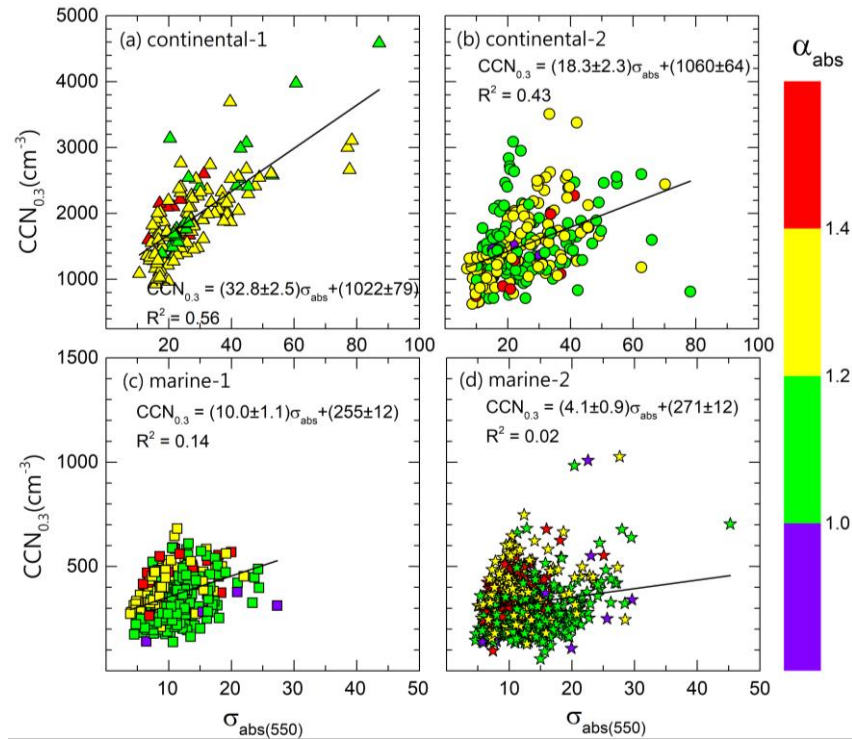 (a) continental-1
CCN0.3 = (32.8±2.5)σabs+(1022±79)
R² = 0.56
5000
4000
3000
2000
1000
0 20 40 60 80 100
CCN0.3(cm⁻³)
(b) continental-2
CCN0.3 = (18.3±2.3)σabs+(1060±64)
R² = 0.43
0 20 40 60 80 100
αabs
1.4
1.2
1.0
(c) marine-1
CCN0.3 = (10.0±1.1)σabs+(255±12)
R² = 0.14
1500
1000
500
10 20 30 40 50
CCN0.3(cm⁻³)
σabs(550)
(d) marine-2
CCN0.3 = (4.1±0.9)σabs+(271±12)
R² = 0.02
10 20 30 40 50
σabs(550)